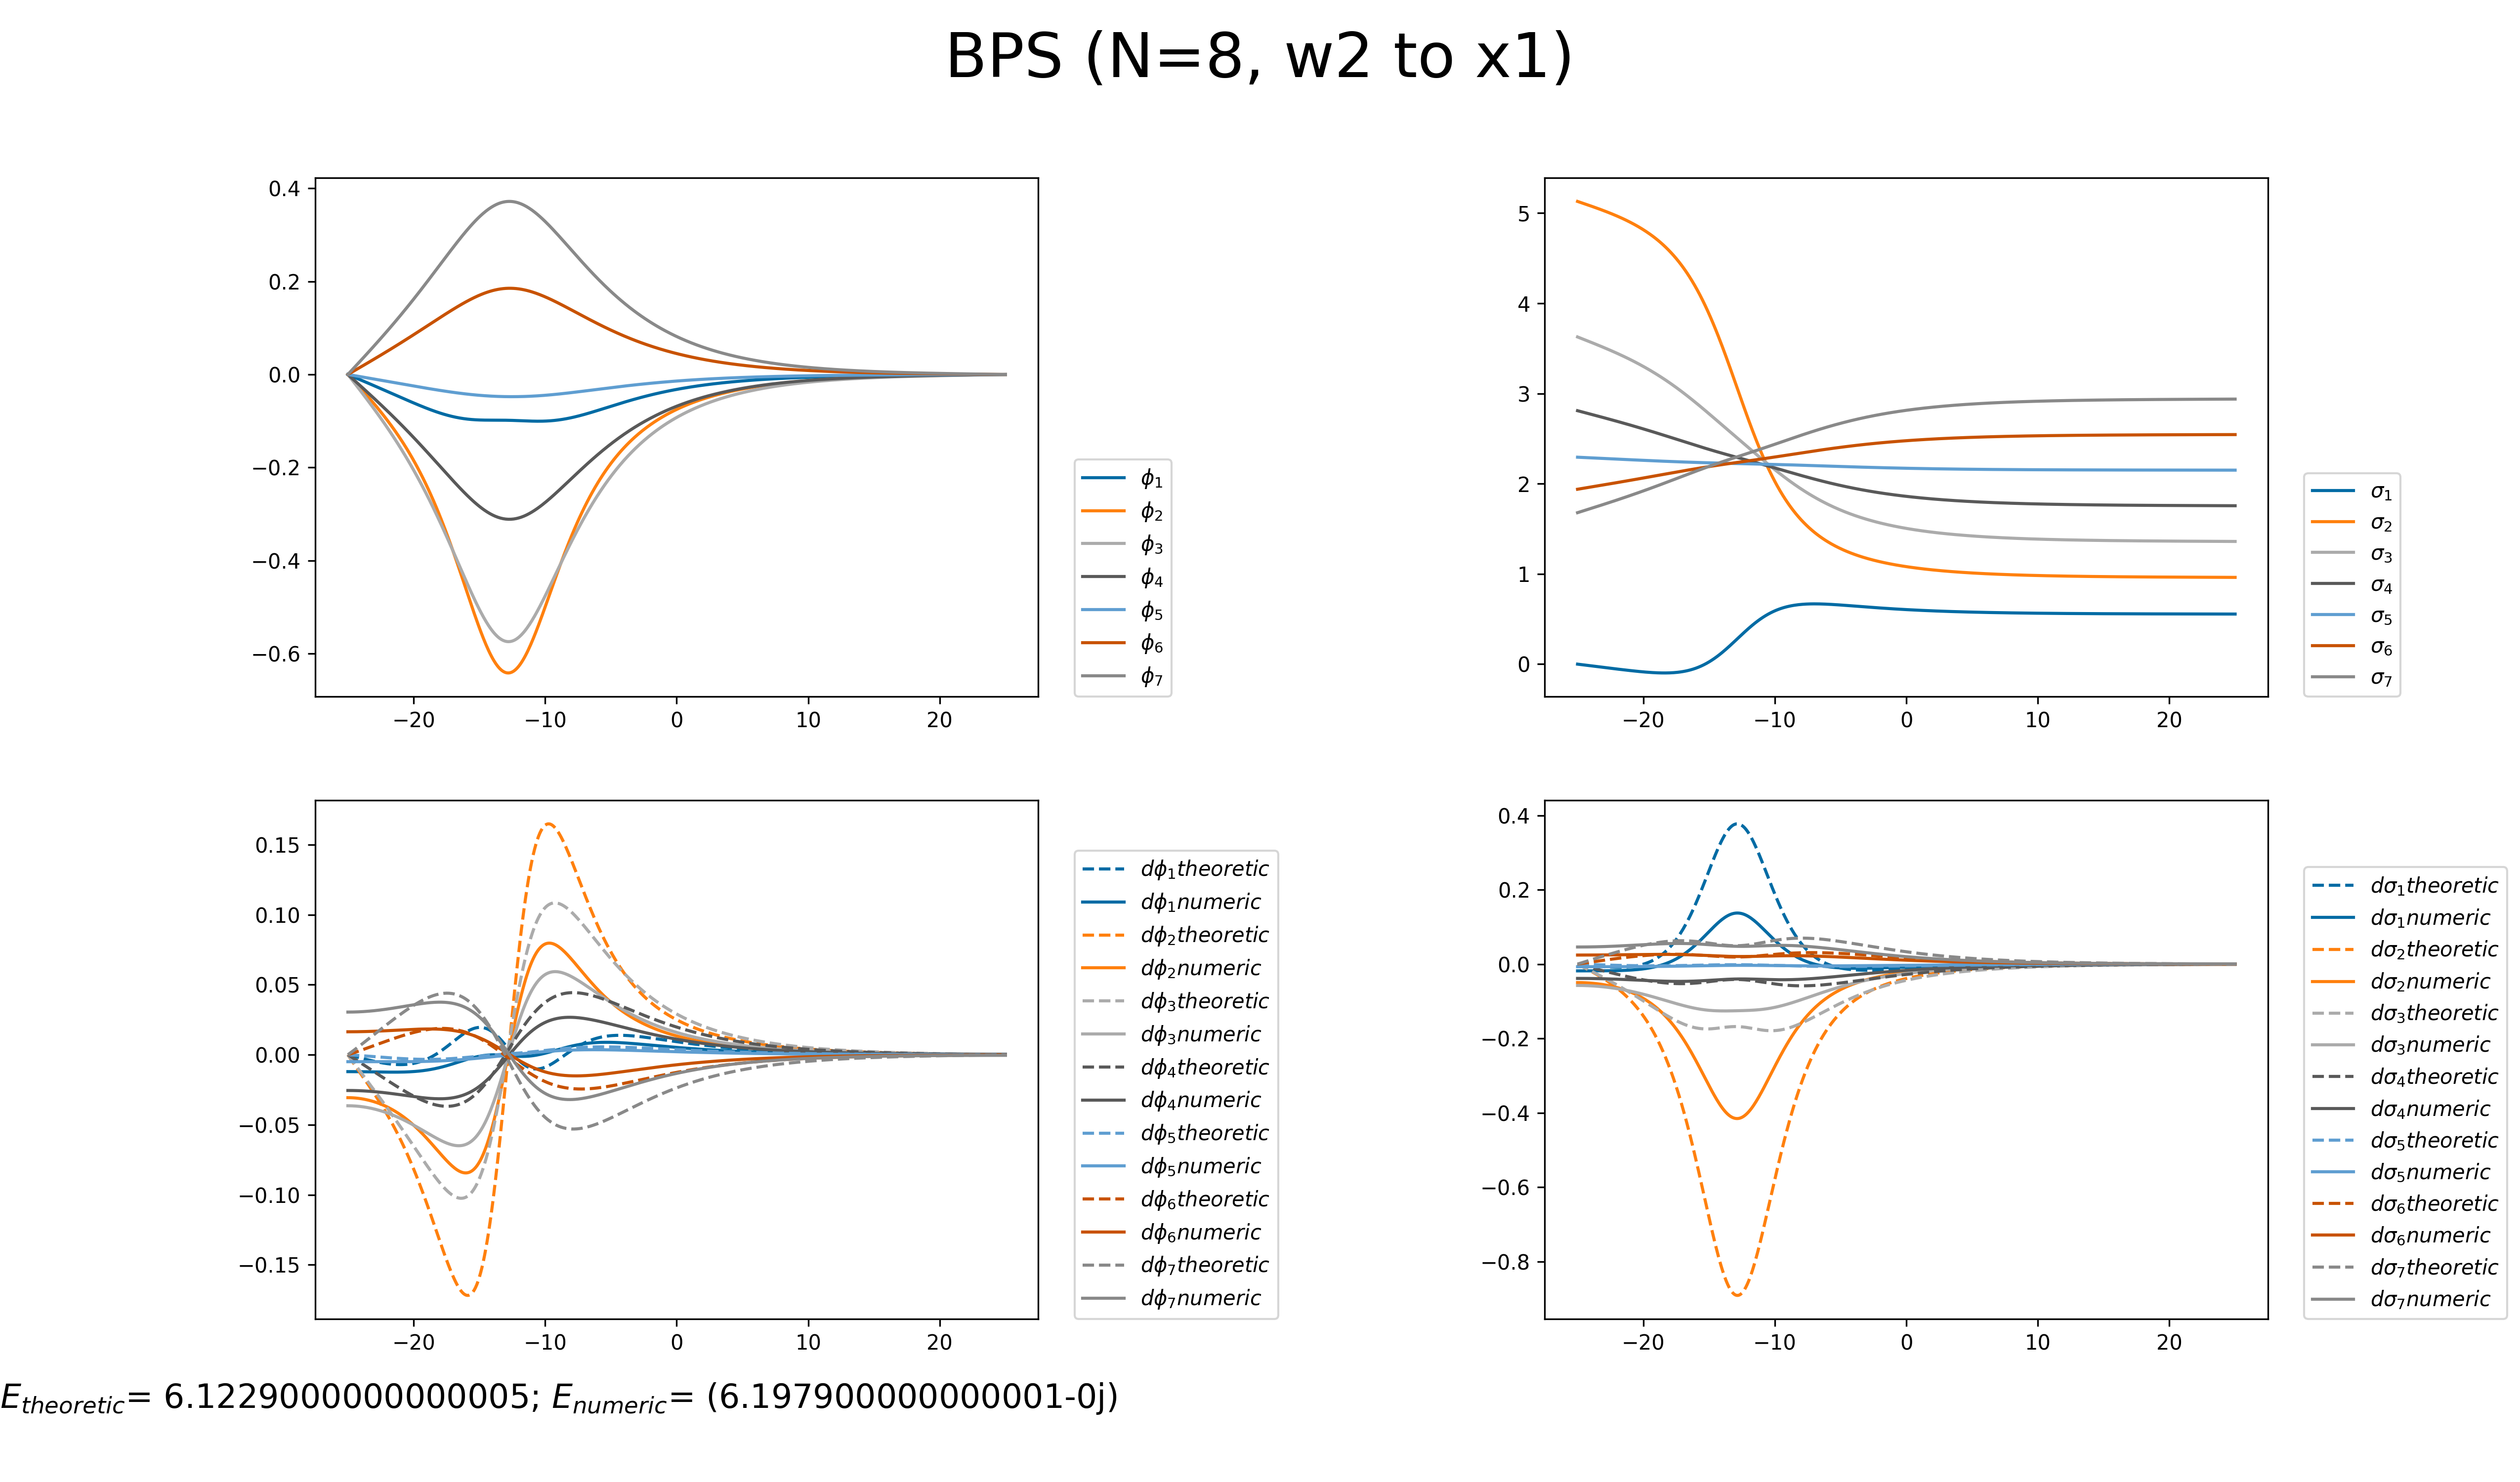 BPS (N=8, w2 to x1)
0.4
0.2
0.0
−0.2
−0.4
−0.6
−20 −10 0 10 20
ϕ1
ϕ2
ϕ3
ϕ4
ϕ5
ϕ6
ϕ7
5
4
3
2
1
0
−20 −10 0 10 20
σ1
σ2
σ3
σ4
σ5
σ6
σ7
0.15
0.10
0.05
0.00
−0.05
−0.10
−0.15
−20 −10 0 10 20
dϕ1theoretic
dϕ1numeric
dϕ2theoretic
dϕ2numeric
dϕ3theoretic
dϕ3numeric
dϕ4theoretic
dϕ4numeric
dϕ5theoretic
dϕ5numeric
dϕ6theoretic
dϕ6numeric
dϕ7theoretic
dϕ7numeric
0.4
0.2
0.0
−0.2
−0.4
−0.6
−0.8
−20 −10 0 10 20
dσ1theoretic
dσ1numeric
dσ2theoretic
dσ2numeric
dσ3theoretic
dσ3numeric
dσ4theoretic
dσ4numeric
dσ5theoretic
dσ5numeric
dσ6theoretic
dσ6numeric
dσ7theoretic
dσ7numeric
Etheoretic= 6.1229000000000005; Enumeric= (6.197900000000001-0j)